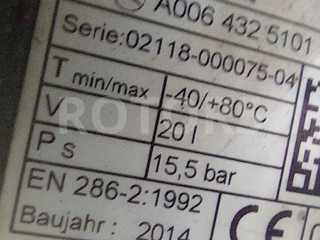 A006 432 5101
Serie:02118-000075-04
T min/max -40/+80°C
V 20 l
P s 15,5 bar
EN 286-2:1992
Baujahr: 2014 CE